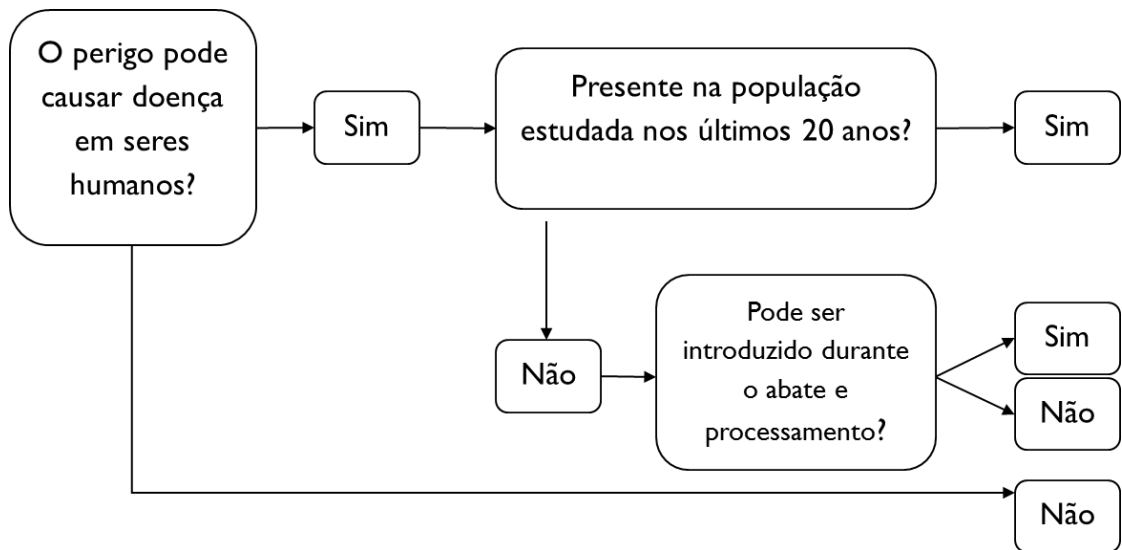 O perigo pode
causar doença
em seres
humanos?
Sim
Presente na população
estudada nos últimos 20 anos?
Sim
Não
Pode ser
introduzido durante
o abate e
processamento?
Sim
Não
Não